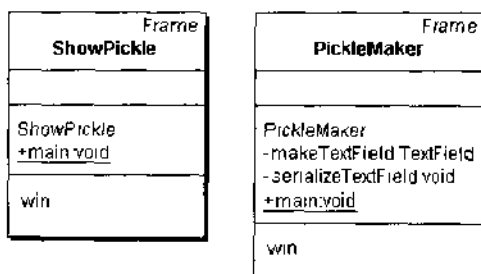 Frame
ShowPickle
ShowPickle
+main:void
win
Frame
PickleMaker
PickleMaker
-makeTextField TextField
-serializeTextField void
+main:void
win